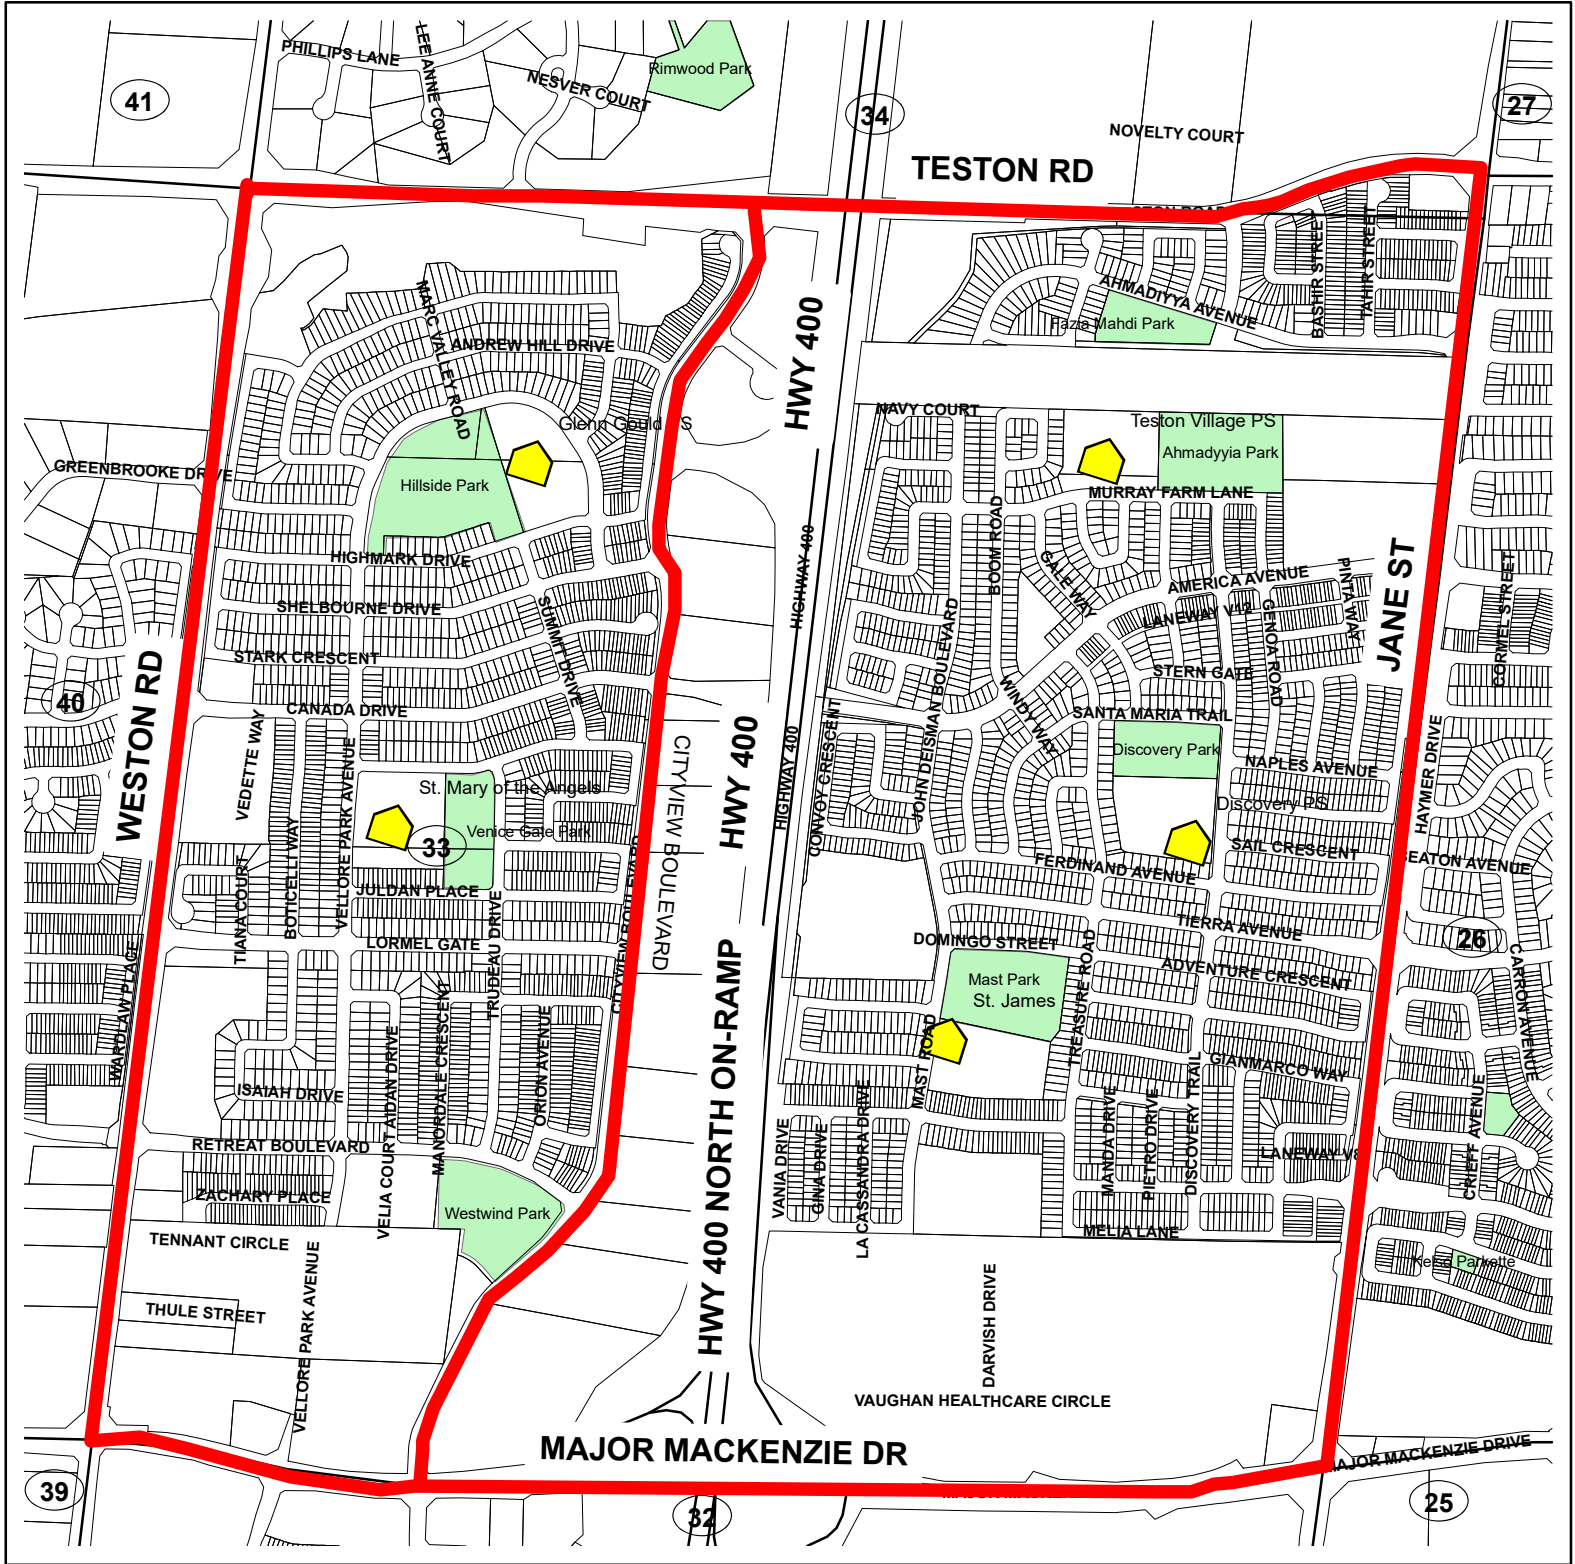 PHILLIPS LANE
LEE ANNE COURT
NESVER COURT
Rimwood Park
41
34
27
NOVELTY COURT
TESTON RD
BASHIR STREET
TAHIR STREET
AHMADIYYA AVENUE
Fazia Mahdi Park
HWY 400
MARC VALLEY ROAD
ANDREW HILL DRIVE
NAVY COURT
Glenn Gould PS
Teston Village PS
Ahmadyyia Park
GREENBROOKE DRIVE
Hillside Park
MURRAY FARM LANE
BOOM ROAD
HIGHWAY 400
HIGHMARK DRIVE
GALE WAY
AMERICA AVENUE
PINTA WAY
JANE ST
CORMEL STREET
SHELBOURNE DRIVE
SUMMIT DRIVE
LANEWAY V12
GENOA ROAD
JOHN DEISMAN BOULEVARD
STARK CRESCENT
STERN GATE
WESTON RD
40
CANADA DRIVE
WINDY WAY
SANTA MARIA TRAIL
VEDETTE WAY
VELLORE PARK AVENUE
CITYVIEW BOULEVARD
HWY 400
HIGHWAY 400
CONVOY CRESCENT
Discovery Park
NAPLES AVENUE
HAYMER DRIVE
St. Mary of the Angels
Discovery PS
Venice Gate Park
33
BOTICELLI WAY
TIANA COURT
SAIL CRESCENT
FERDINAND AVENUE
SEATON AVENUE
JULDAN PLACE
CITYVIEW BOULEVARD
TRUDEAU DRIVE
TIERRA AVENUE
LORMEL GATE
DOMINGO STREET
26
CARRON AVENUE
WARDLAW PLACE
ADVENTURE CRESCENT
TREASURE ROAD
Mast Park
St. James
MANORDALE CRESCENT
AIDAN DRIVE
ORION AVENUE
MAST ROAD
GIANMARCO WAY
ISAIAH DRIVE
HWY 400 NORTH ON-RAMP
VANIA DRIVE
GINA DRIVE
LA CASSANDRA DRIVE
MANDA DRIVE
PIETRO DRIVE
DISCOVERY TRAIL
CRIEFF AVENUE
RETREAT BOULEVARD
LANEWAY V8
ZACHARY PLACE
VELIA COURT
Westwind Park
MELIA LANE
TENNANT CIRCLE
Kelso Parkette
THULE STREET
VELLORE PARK AVENUE
DARVISH DRIVE
VAUGHAN HEALTHCARE CIRCLE
MAJOR MACKENZIE DR
MAJOR MACKENZIE DRIVE
39
32
25